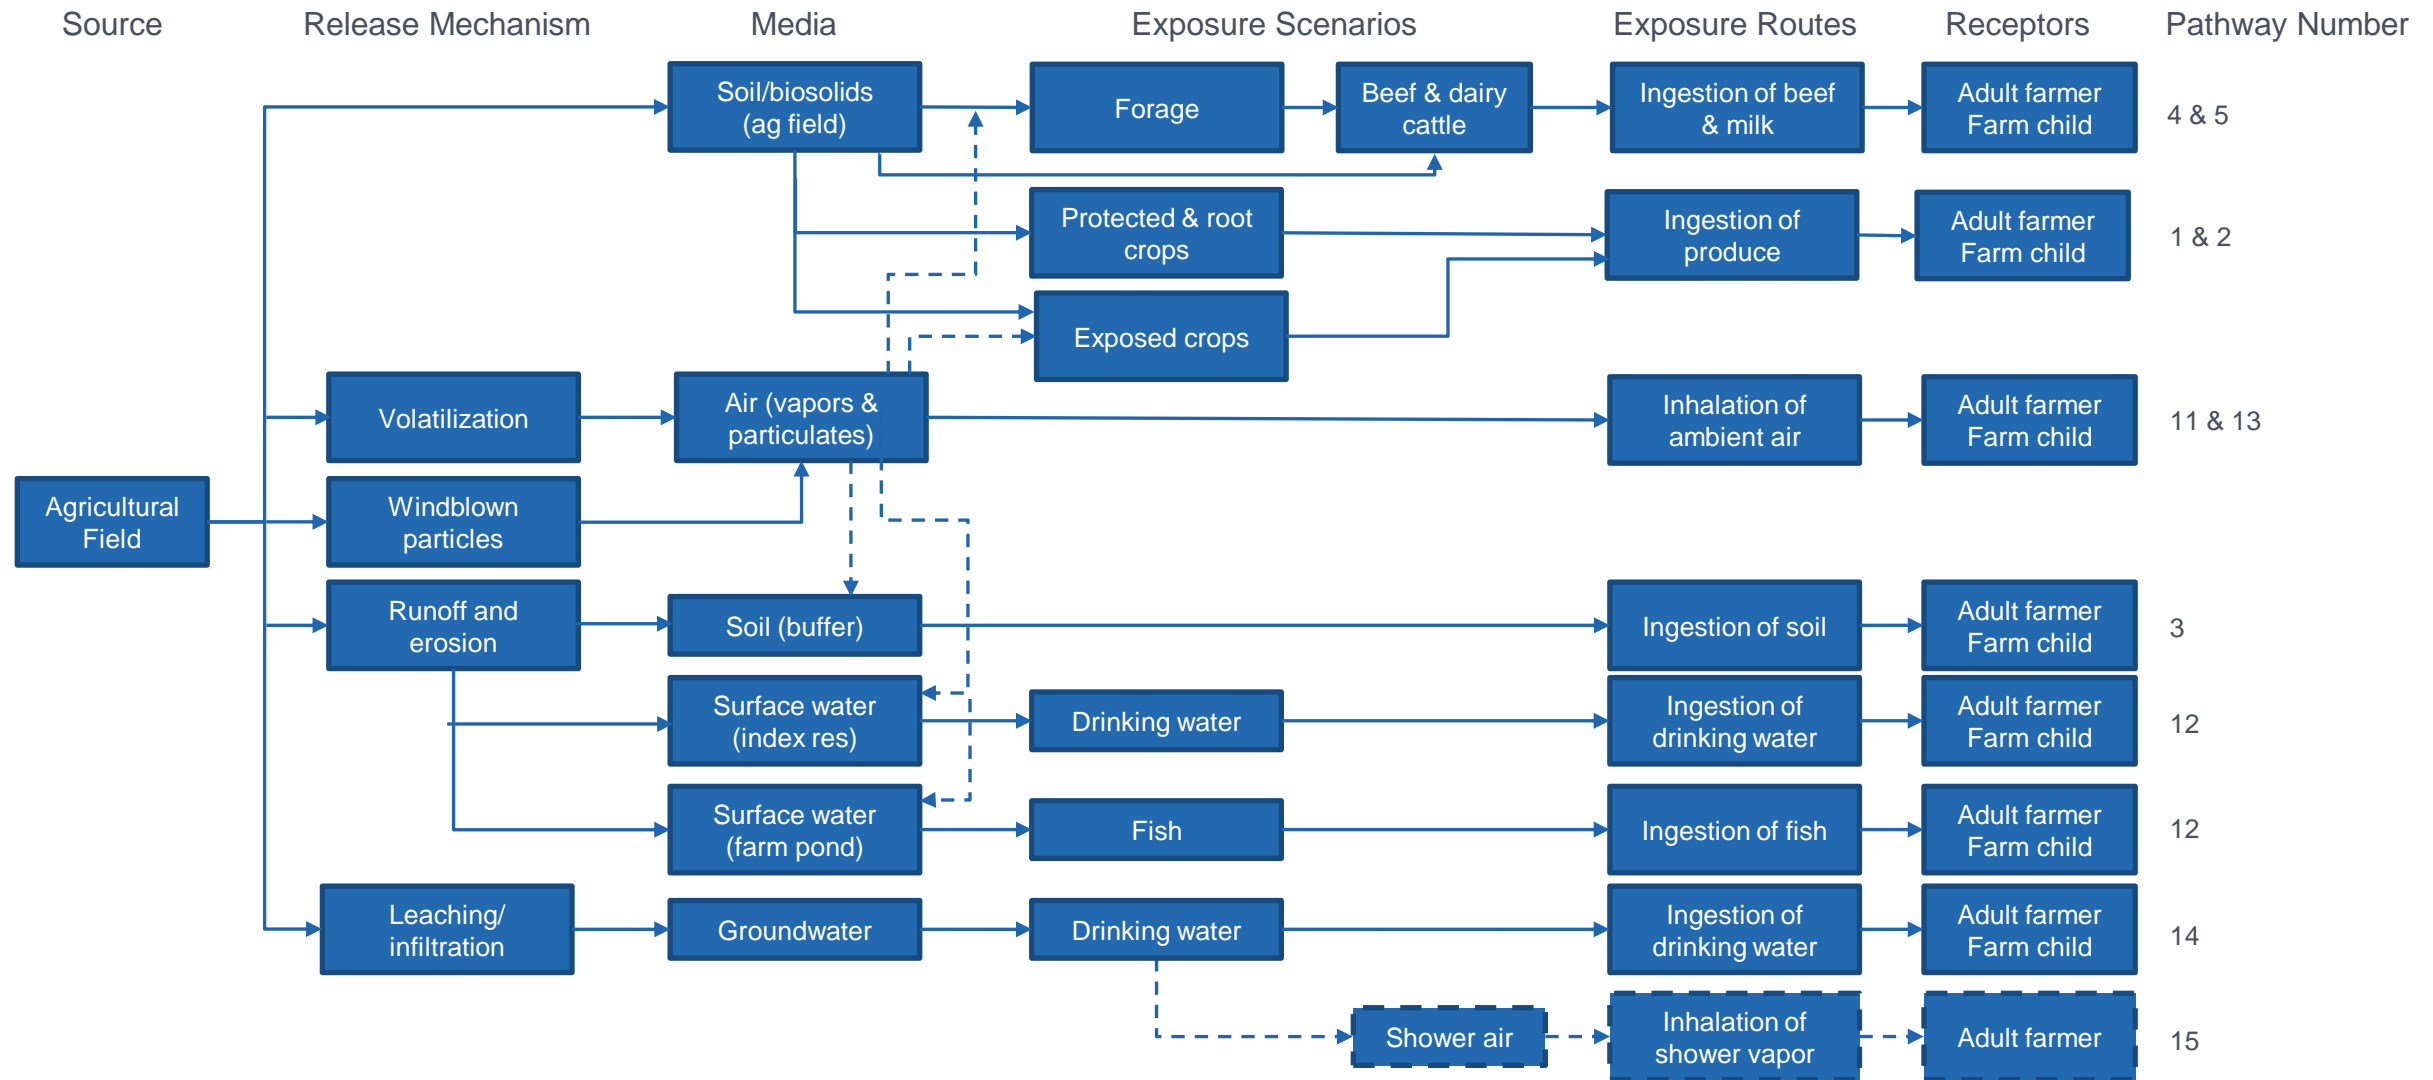 Source
Release Mechanism
Media
Exposure Scenarios
Exposure Routes
Receptors
Pathway Number
Soil/biosolids
(ag field)
Forage
Beef & dairy
cattle
Ingestion of beef
& milk
Adult farmer
Farm child
4 & 5
Protected & root
crops
Ingestion of
produce
Adult farmer
Farm child
1 & 2
Exposed crops
Volatilization
Air (vapors &
particulates)
Inhalation of
ambient air
Adult farmer
Farm child
11 & 13
Agricultural
Field
Windblown
particles
Runoff and
erosion
Soil (buffer)
Ingestion of soil
Adult farmer
Farm child
3
Surface water
(index res)
Drinking water
Ingestion of
drinking water
Adult farmer
Farm child
12
Surface water
(farm pond)
Fish
Ingestion of fish
Adult farmer
Farm child
12
Leaching/
infiltration
Groundwater
Drinking water
Ingestion of
drinking water
Adult farmer
Farm child
14
Shower air
Inhalation of
shower vapor
Adult farmer
15